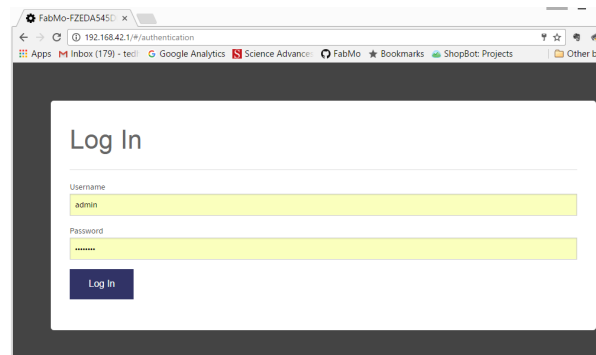 FabMo-FZEDA545D
192.168.42.1/#/authentication
Apps Inbox (179) - ted Google Analytics Science Advance FabMo Bookmarks ShopBot: Projects Other b
Log In
Username
admin
Password
••••••••
Log In